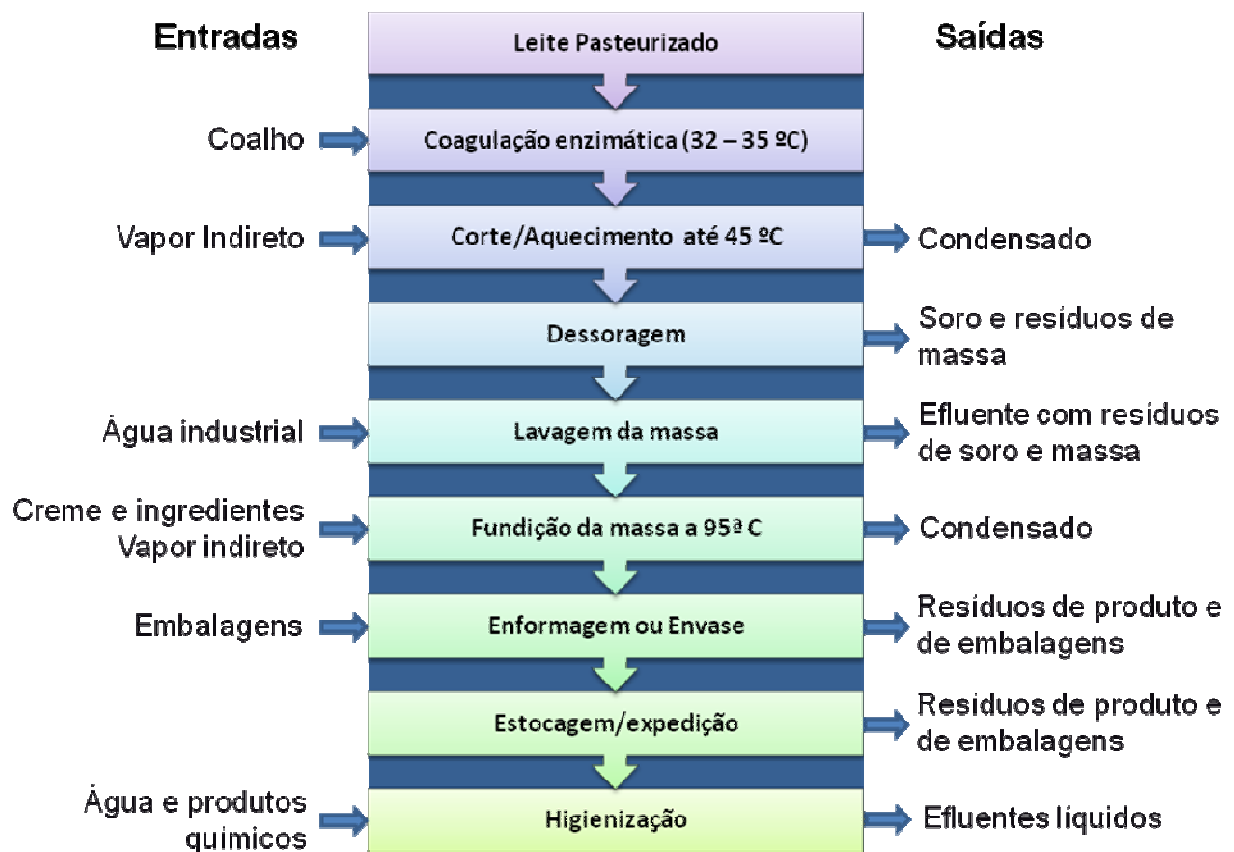 Entradas
Saídas
Leite Pasteurizado
Coalho
Coagulação enzimática (32 – 35 ºC)
Vapor Indireto
Corte/Aquecimento até 45 ºC
Condensado
Dessoragem
Soro e resíduos de
massa
Água industrial
Lavagem da massa
Efluente com resíduos
de soro e massa
Creme e ingredientes
Vapor indireto
Fundição da massa a 95ª C
Condensado
Embalagens
Enformagem ou Envase
Resíduos de produto e
de embalagens
Estocagem/expedição
Resíduos de produto e
de embalagens
Água e produtos
químicos
Higienização
Efluentes líquidos